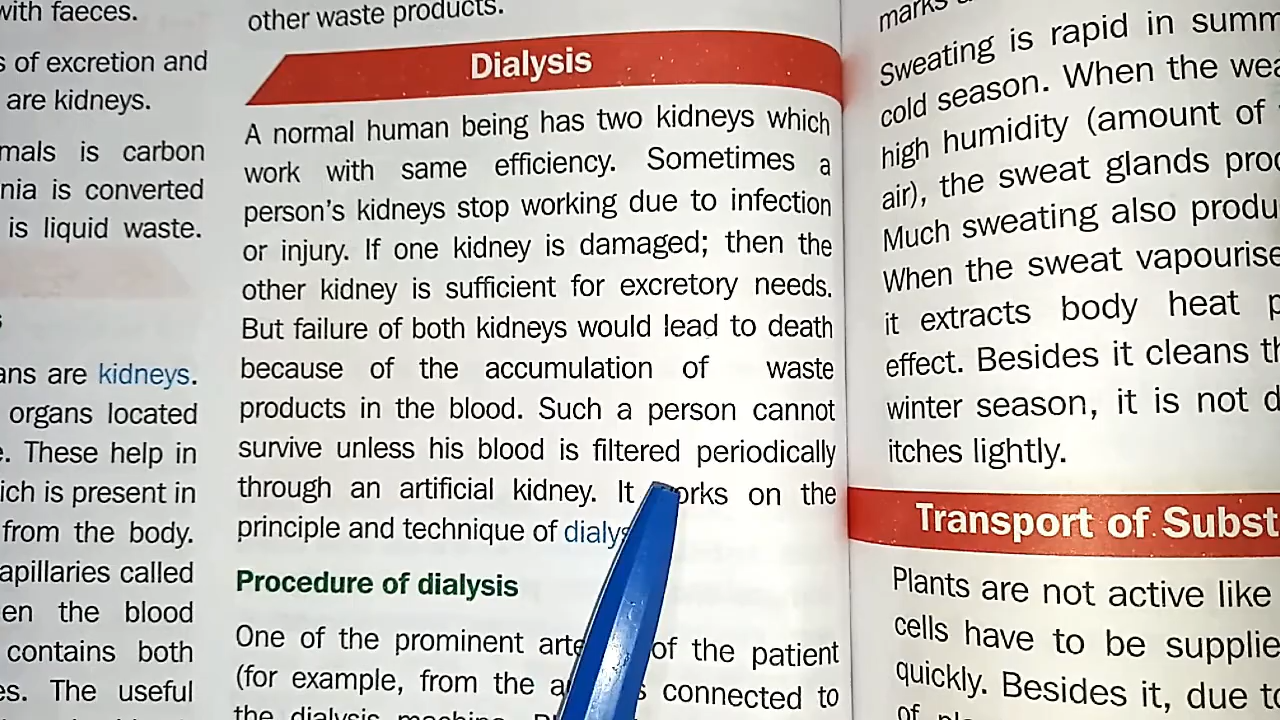 with faeces.
s of excretion and
are kidneys.
mals is carbon
nia is converted
is liquid waste.
ans are kidneys.
organs located
These help in
ich is present in
from the body.
apillaries called
en the blood
contains both
es. The useful
other waste products.
Dialysis
A normal human being has two kidneys which
work with same efficiency. Sometimes a
person's kidneys stop working due to infection
or injury. If one kidney is damaged; then the
other kidney is sufficient for excretory needs.
But failure of both kidneys would lead to death
because of the accumulation of waste
products in the blood. Such a person cannot
survive unless his blood is filtered periodically
through an artificial kidney. It orks on the
principle and technique of dialys
Procedure of dialysis
One of the prominent arte of the patient
(for example, from the a s connected to
the dialysis machine.
marks
Sweating is rapid in summ
cold season. When the wea
high humidity (amount of
air), the sweat glands prod
Much sweating also produ
When the sweat vapourise
it extracts body heat p
effect. Besides it cleans th
winter season, it is not d
itches lightly.
Transport of Subst
Plants are not active like
cells have to be supplie
quickly. Besides it, due to
of